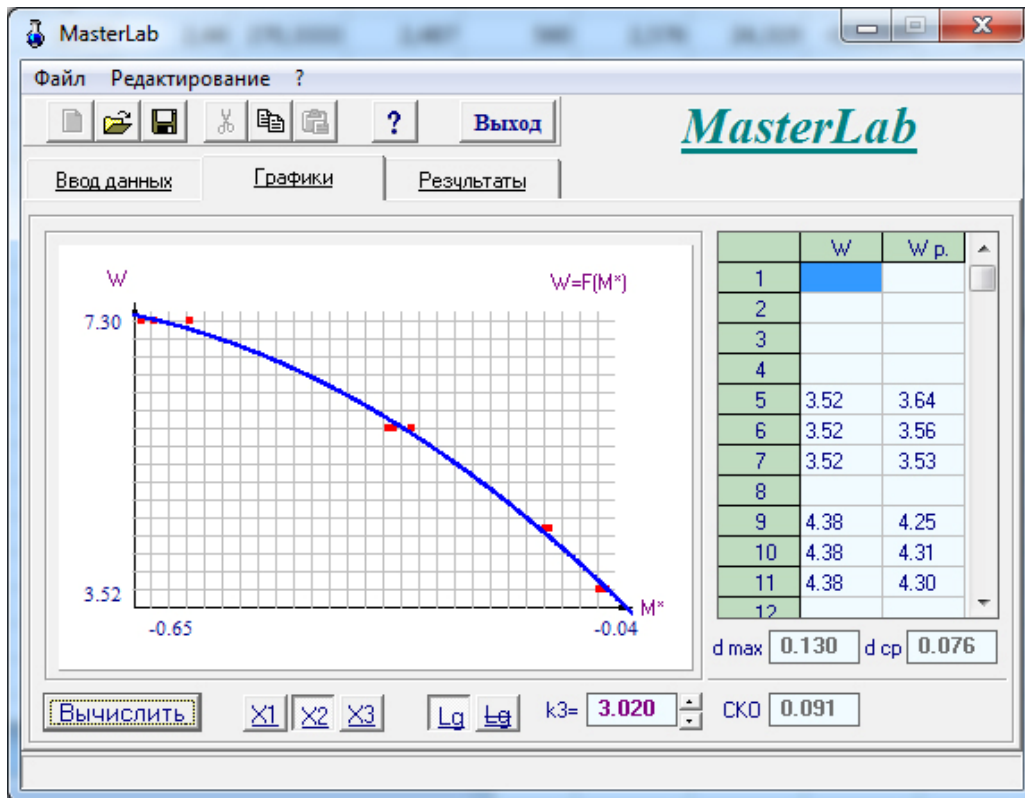 MasterLab
Файл Редактирование ?
? Выход MasterLab
Ввод данных Графики Результаты
W W=F(M*)
7.30
3.52
-0.65 -0.04 M*
W W р.
1
2
3
4
5 3.52 3.64
6 3.52 3.56
7 3.52 3.53
8
9 4.38 4.25
10 4.38 4.31
11 4.38 4.30
12
d max 0.130 d ср 0.076
Вычислить X1 X2 X3 Lg Lg k3= 3.020 СКО 0.091